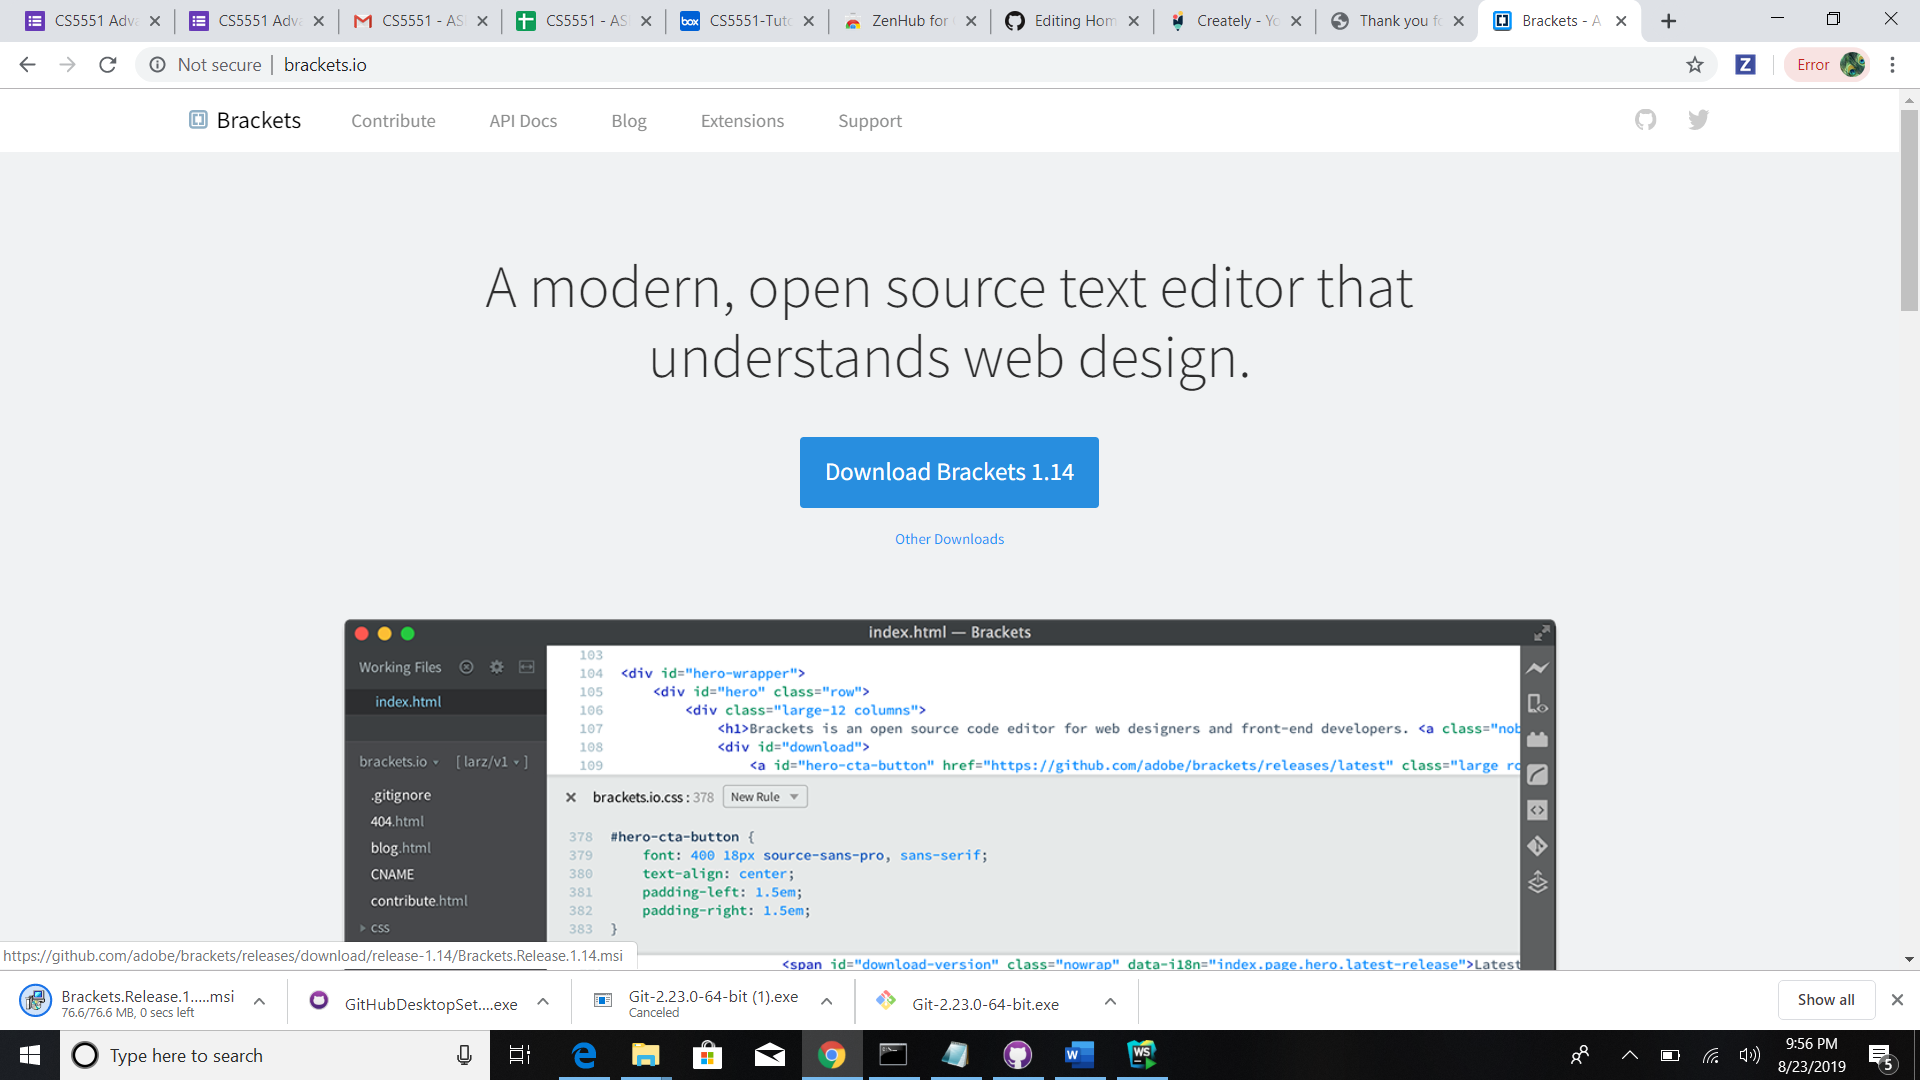 CS5551 Adva
CS5551 Adva
CS5551 - AS
CS5551 - AS
CS5551-Tuto
ZenHub for
Editing Hom
Creately - Yo
Thank you fo
Brackets - A
Not secure
brackets.io
Z
Error
Brackets
Contribute
API Docs
Blog
Extensions
Support
A modern, open source text editor that
understands web design.
Download Brackets 1.14
Other Downloads
index.html — Brackets
Working Files
index.html
brackets.io
[ larz/v1 ]
.gitignore
404.html
blog.html
CNAME
contribute.html
css
103
104 <div id="hero-wrapper">
105 <div id="hero" class="row">
106 <div class="large-12 columns">
107 <h1>Brackets is an open source code editor for web designers and front-end developers. <a class="nob
108 <div id="download">
109 <a id="hero-cta-button" href="https://github.com/adobe/brackets/releases/latest" class="large ro
brackets.io.css : 378
New Rule
378 #hero-cta-button {
379 font: 400 18px source-sans-pro, sans-serif;
380 text-align: center;
381 padding-left: 1.5em;
382 padding-right: 1.5em;
383 }
<span id="download-version" class="nowrap" data-i18n="index.page.hero.latest-release">Latest
https://github.com/adobe/brackets/releases/download/release-1.14/Brackets.Release.1.14.msi
Brackets.Release.1.....msi
76.6/76.6 MB, 0 secs left
GitHubDesktopSet....exe
Git-2.23.0-64-bit (1).exe
Canceled
Git-2.23.0-64-bit.exe
Show all
Type here to search
9:56 PM
8/23/2019
5